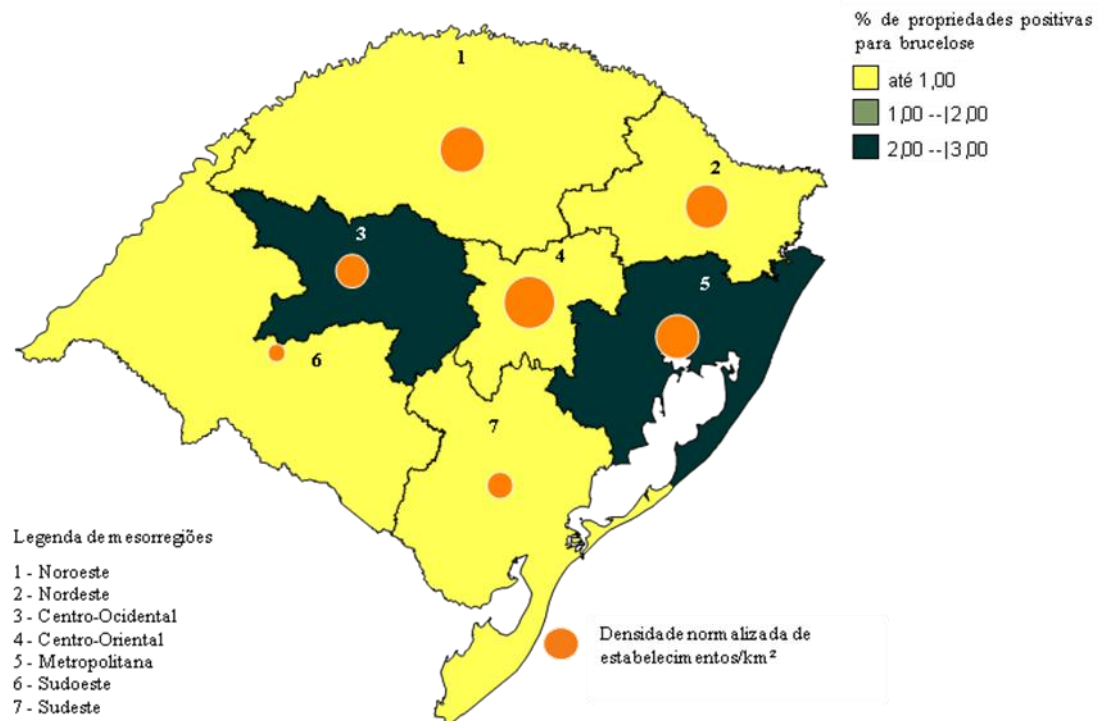 % de propriedades positivas
para brucelose
até 1,00
1,00 --|2,00
2,00 --|3,00
1
2
3
4
5
6
7
Legenda de mesorregiões
1 - Noroeste
2 - Nordeste
3 - Centro-Ocidental
4 - Centro-Oriental
5 - Metropolitana
6 - Sudoeste
7 - Sudeste
Densidade normalizada de
estabelecimentos/km²